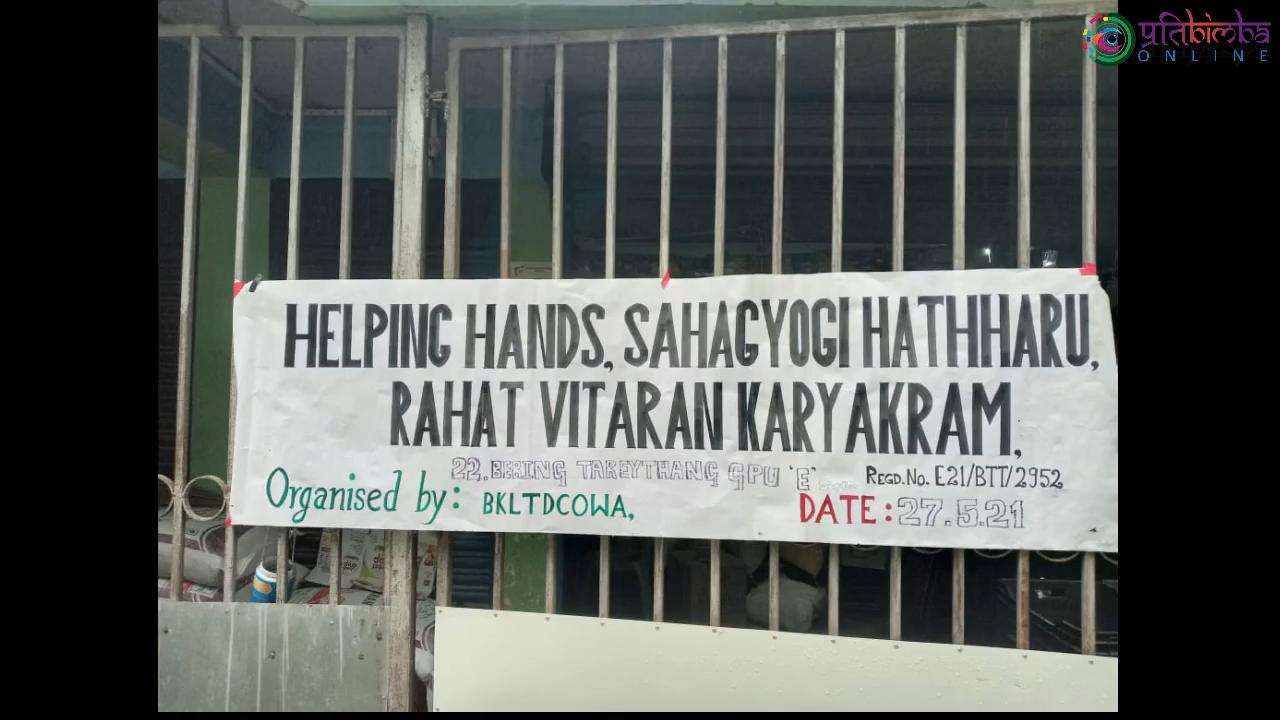 प्रतिबिम्ब
ONLINE
HELPING HANDS, SAHAGYOGI HATHHARU,
RAHAT VITARAN KARYAKRAM,
22. BERING TAREYTHANG GPU 'E'
REGD. NO. E21/BTT/2952
Organised by: BKLTDCOWA,
DATE: 27.5.21